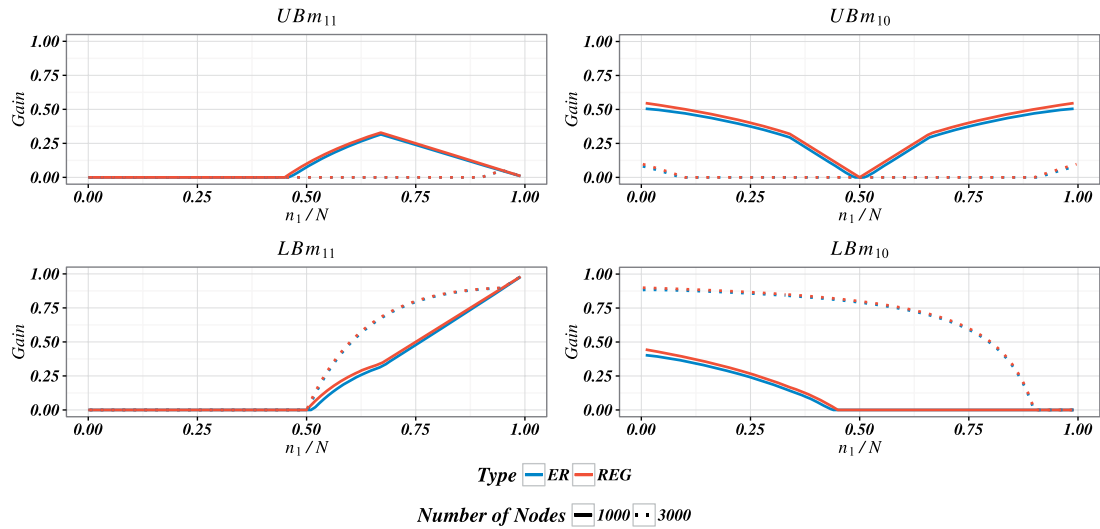 UBm₁₁ UBm₁₀
1.00 1.00
0.75 0.75
Gain 0.50 Gain 0.50
0.25 0.25
0.00 0.00
0.00 0.25 0.50 0.75 1.00 0.00 0.25 0.50 0.75 1.00
n₁/N n₁/N
LBm₁₁ LBm₁₀
1.00 1.00
0.75 0.75
Gain 0.50 Gain 0.50
0.25 0.25
0.00 0.00
0.00 0.25 0.50 0.75 1.00 0.00 0.25 0.50 0.75 1.00
n₁/N n₁/N
Type ER REG
Number of Nodes 1000 3000